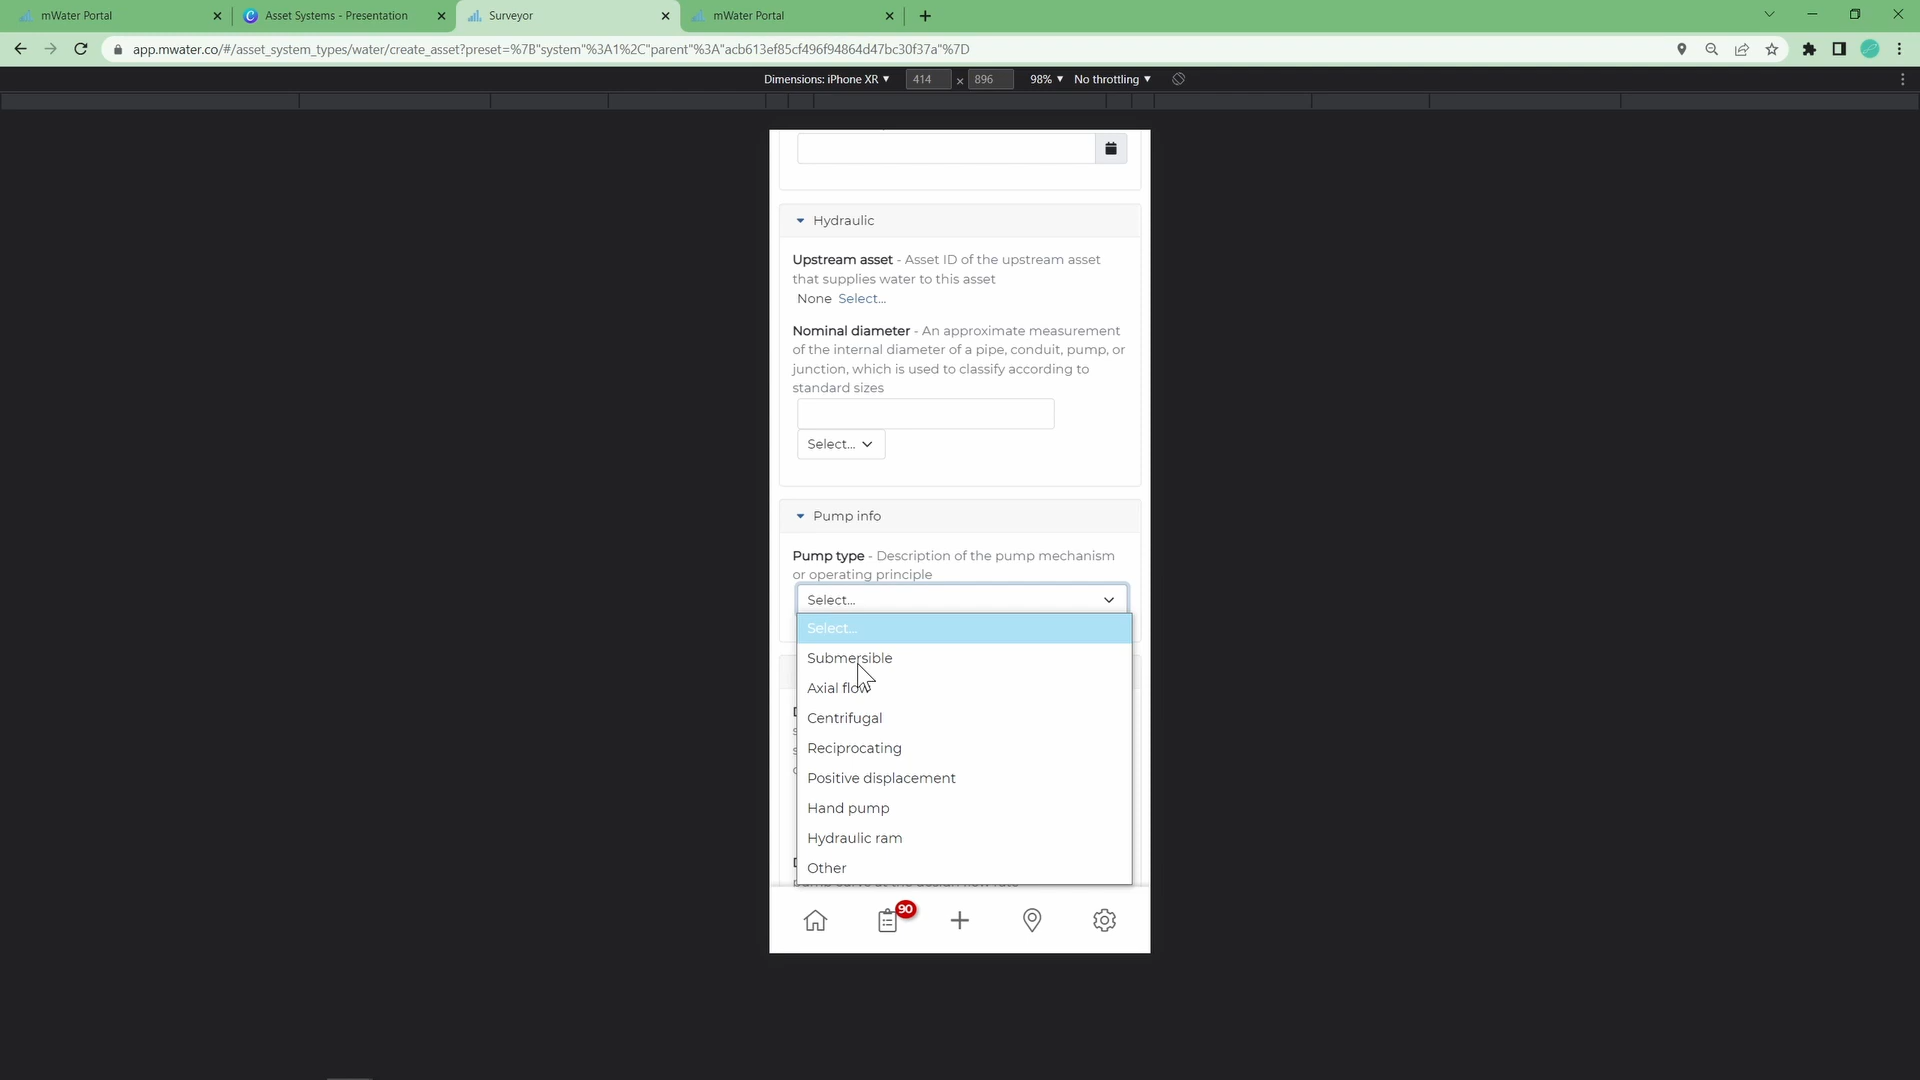 mWater Portal
Asset Systems - Presentation
Surveyor
mWater Portal
app.mwater.co/#/asset_system_types/water/create_asset?preset=%7B"system"%3A1%2C"parent"%3A"acb613ef85cf496f94864d47bc30f37a"%7D
Dimensions: iPhone XR 414 × 896 98% No throttling
Hydraulic
Upstream asset - Asset ID of the upstream asset
that supplies water to this asset
None Select...
Nominal diameter - An approximate measurement
of the internal diameter of a pipe, conduit, pump, or
junction, which is used to classify according to
standard sizes
Select...
Pump info
Pump type - Description of the pump mechanism
or operating principle
Select...
Select...
Submersible
Axial flow
Centrifugal
Reciprocating
Positive displacement
Hand pump
Hydraulic ram
Other
90